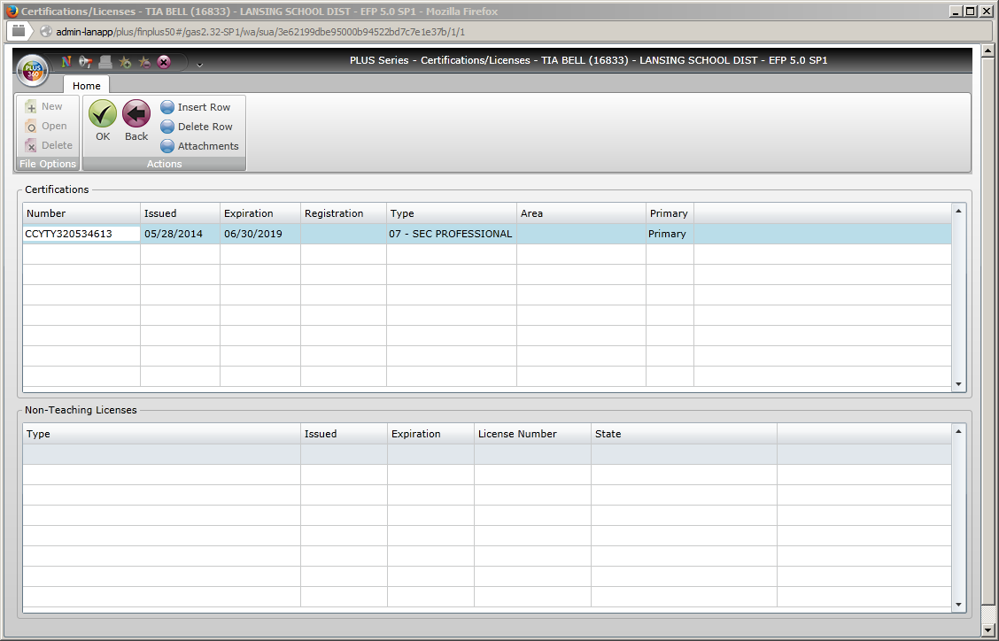 Certifications/Licenses - TIA BELL (16833) - LANSING SCHOOL DIST - EFP 5.0 SP1 - Mozilla Firefox
admin-lanapp/plus/finplus50#/gas2.32-SP1/wa/sua/3e62199dbe95000b94522bd7c7e1e37b/1/1
PLUS 360
PLUS Series - Certifications/Licenses - TIA BELL (16833) - LANSING SCHOOL DIST - EFP 5.0 SP1
Home
New
Open
Delete
File Options
OK
Back
Insert Row
Delete Row
Attachments
Actions
Certifications
Number Issued Expiration Registration Type Area Primary
CCYTY320534613 05/28/2014 06/30/2019 07 - SEC PROFESSIONAL Primary
Non-Teaching Licenses
Type Issued Expiration License Number State